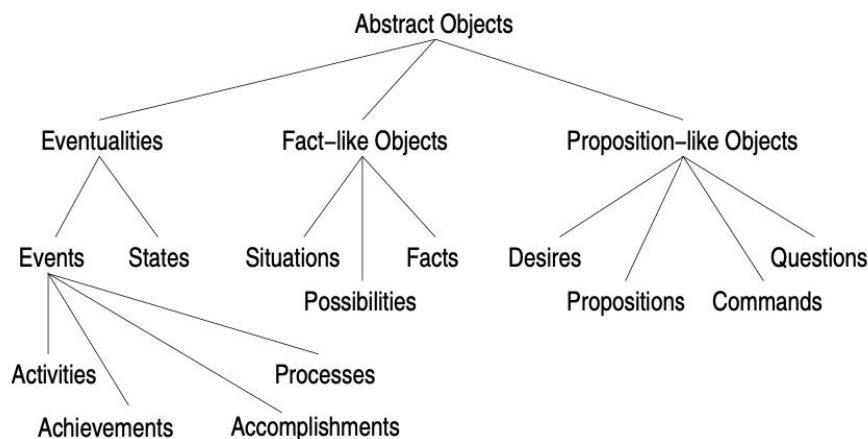 Abstract Objects
Eventualities Fact–like Objects Proposition–like Objects
Events States Situations Facts Desires Questions
Possibilities Propositions Commands
Activities Processes
Achievements Accomplishments